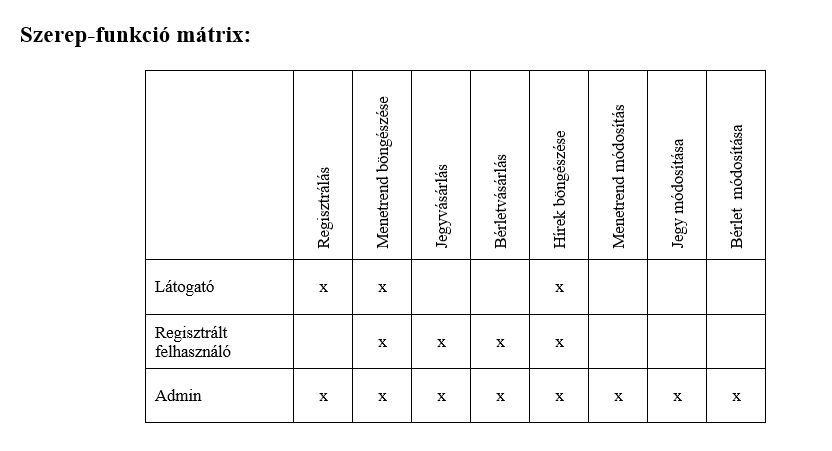 Szerep-funkció mátrix:
Regisztrálás
Menetrend böngészése
Jegyvásárlás
Bérletvásárlás
Hírek böngészése
Menetrend módosítás
Jegy módosítása
Bérlet módosítása
Látogató x x x
Regisztrált
felhasználó
x x x x
Admin x x x x x x x x